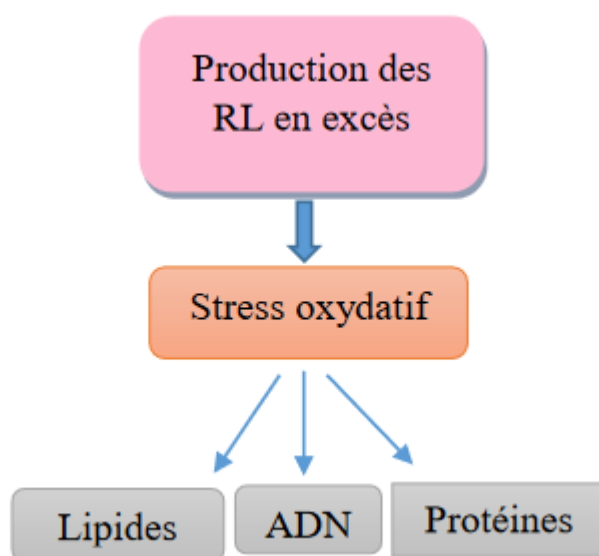 Production des
RL en excès
Stress oxydatif
Lipides
ADN
Protéines